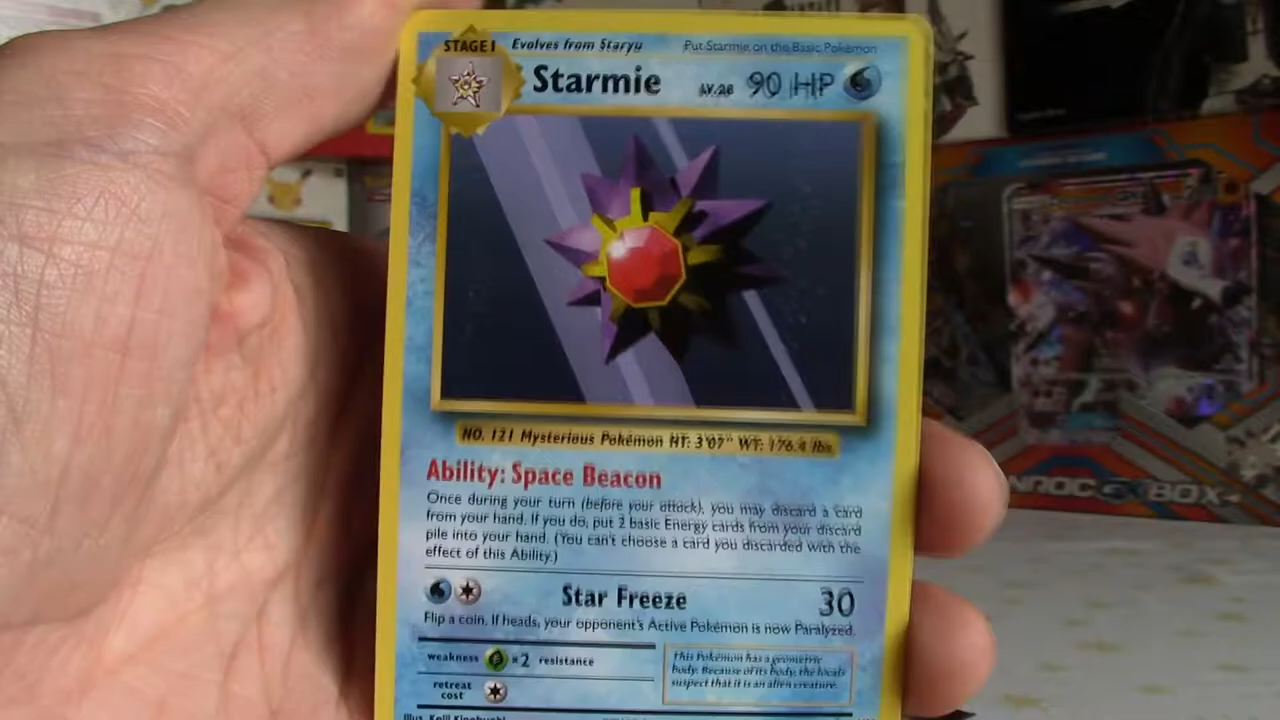 STAGE 1 Evolves from Staryu Put Starmie on the Basic Pokémon
Starmie LV.28 90 HP
NO. 121 Mysterious Pokémon HT: 3'07" WT: 176.4 lbs.
Ability: Space Beacon
Once during your turn (before your attack), you may discard a card
from your hand. If you do, put 2 basic Energy cards from your discard
pile into your hand. (You can't choose a card you discarded with the
effect of this Ability.)
Star Freeze 30
Flip a coin. If heads, your opponent's Active Pokémon is now Paralyzed.
weakness ×2 resistance
This Pokémon has a geometric
body. Because of its body, the locals
suspect that it is an alien creature.
retreat
cost
Illus. Keiji Kinebuchi
BOX